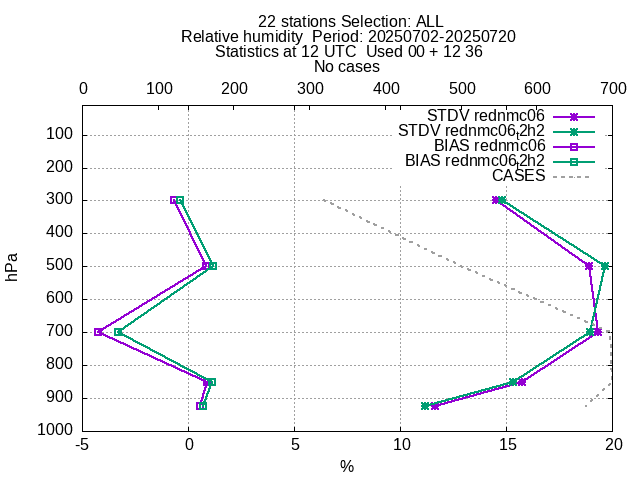 22 stations Selection: ALL
Relative humidity  Period: 20250702-20250720
Statistics at 12 UTC  Used 00 + 12 36
No cases
0 100 200 300 400 500 600 700
STDV rednmc06
STDV rednmc06,2h2
BIAS rednmc06
BIAS rednmc06,2h2
CASES
100
200
300
400
500
600
700
800
900
1000
hPa
-5 0 5 10 15 20
%